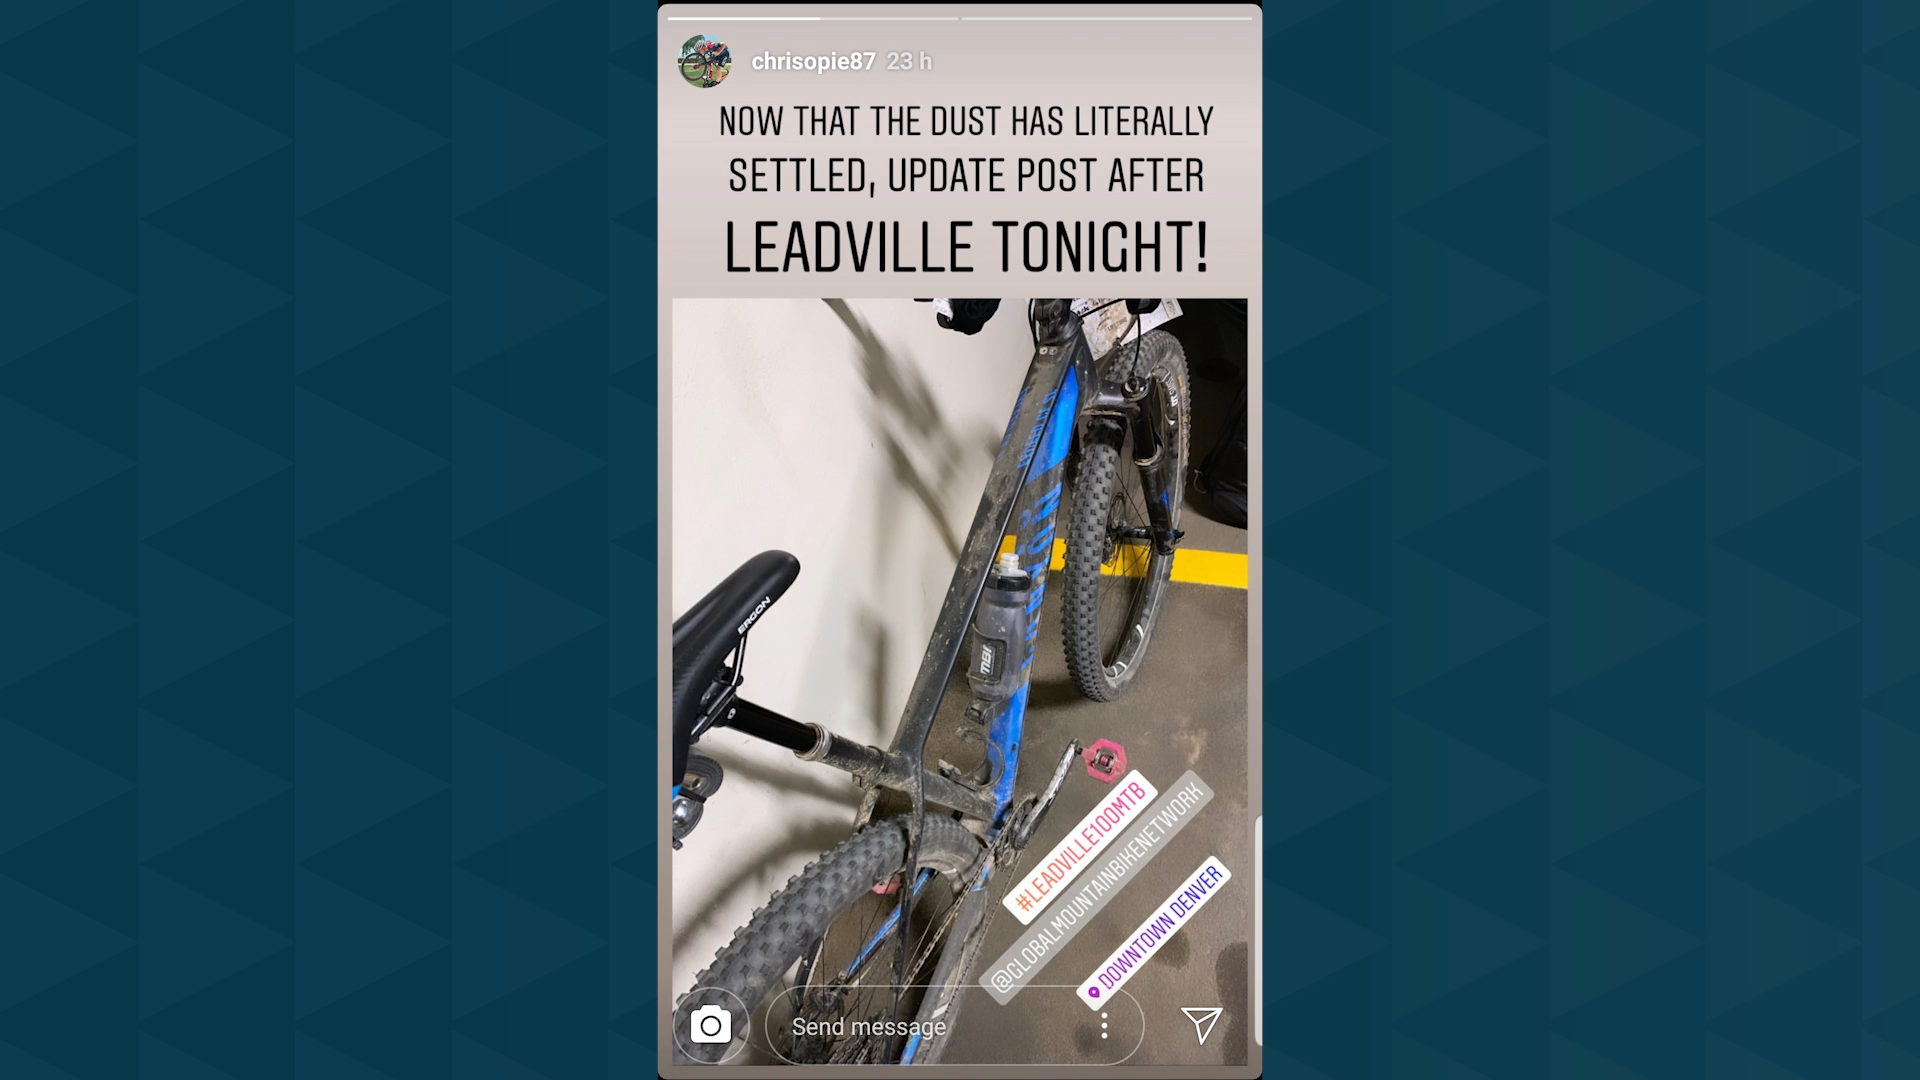 chrisopie87 23 h
NOW THAT THE DUST HAS LITERALLY
SETTLED, UPDATE POST AFTER
LEADVILLE TONIGHT!
ERGON
#LEADVILLE100MTB
@GLOBALMOUNTAINBIKENETWORK
DOWNTOWN DENVER
Send message